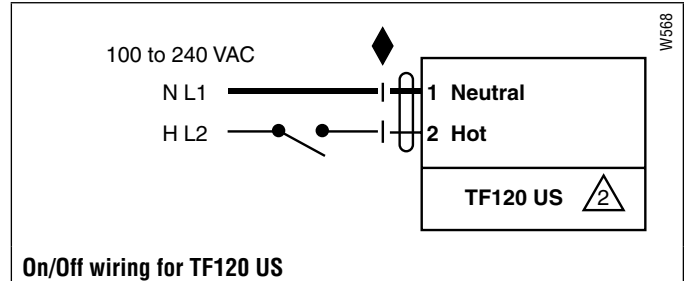 W568
100 to 240 VAC
N L1
1 Neutral
H L2
2 Hot
TF120 US 2
On/Off wiring for TF120 US